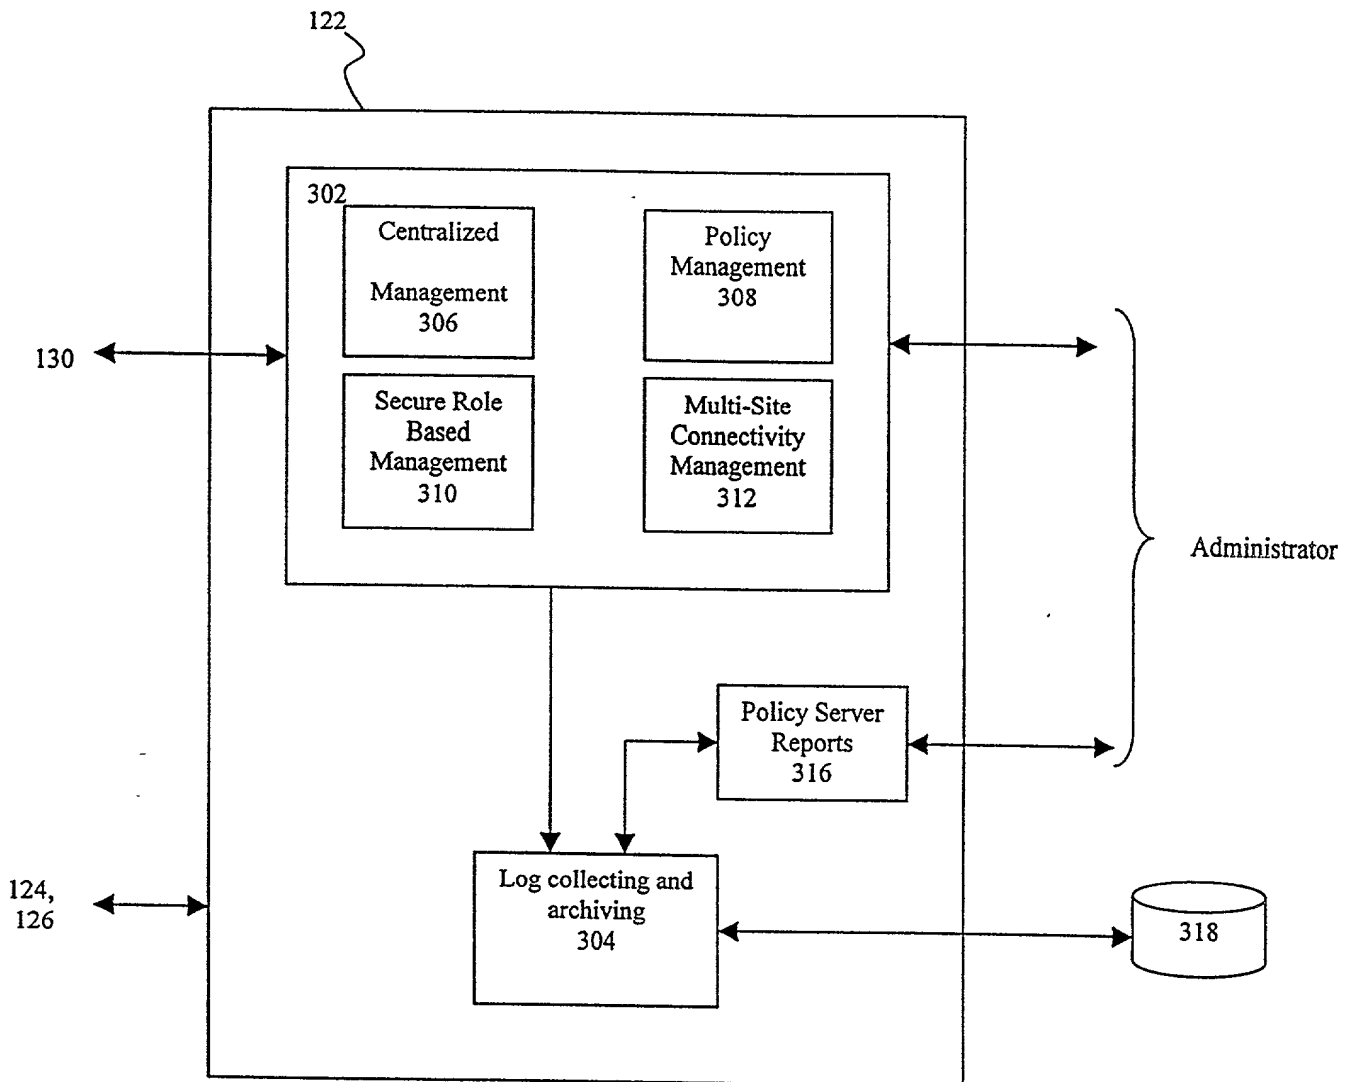 122
302
Centralized
Management
306
Policy
Management
308
130
Secure Role
Based
Management
310
Multi-Site
Connectivity
Management
312
Administrator
Policy Server
Reports
316
124,
126
Log collecting and
archiving
304
318